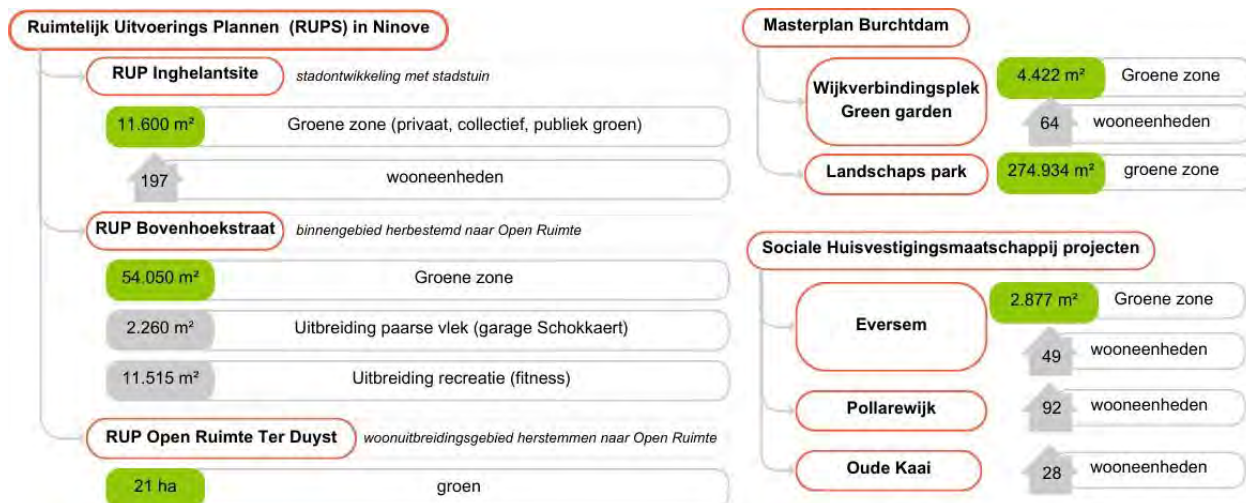 Ruimtelijk Uitvoerings Plannen (RUPS) in Ninove
RUP Inghelantsite
stadontwikkeling met stadstuin
11.600 m²
Groene zone (privaat, collectief, publiek groen)
197
wooneenheden
RUP Bovenhoekstraat
binnengebied herbestemd naar Open Ruimte
54.050 m²
Groene zone
2.260 m²
Uitbreiding paarse vlek (garage Schokkaert)
11.515 m²
Uitbreiding recreatie (fitness)
RUP Open Ruimte Ter Duyst
woonuitbreidingsgebied herstemmen naar Open Ruimte
21 ha
groen
Masterplan Burchtdam
Wijkverbindingsplek
Green garden
4.422 m²
Groene zone
64
wooneenheden
Landschaps park
274.934 m²
groene zone
Sociale Huisvestigingsmaatschappij projecten
Eversem
2.877 m²
Groene zone
49
wooneenheden
Pollarewijk
92
wooneenheden
Oude Kaai
28
wooneenheden